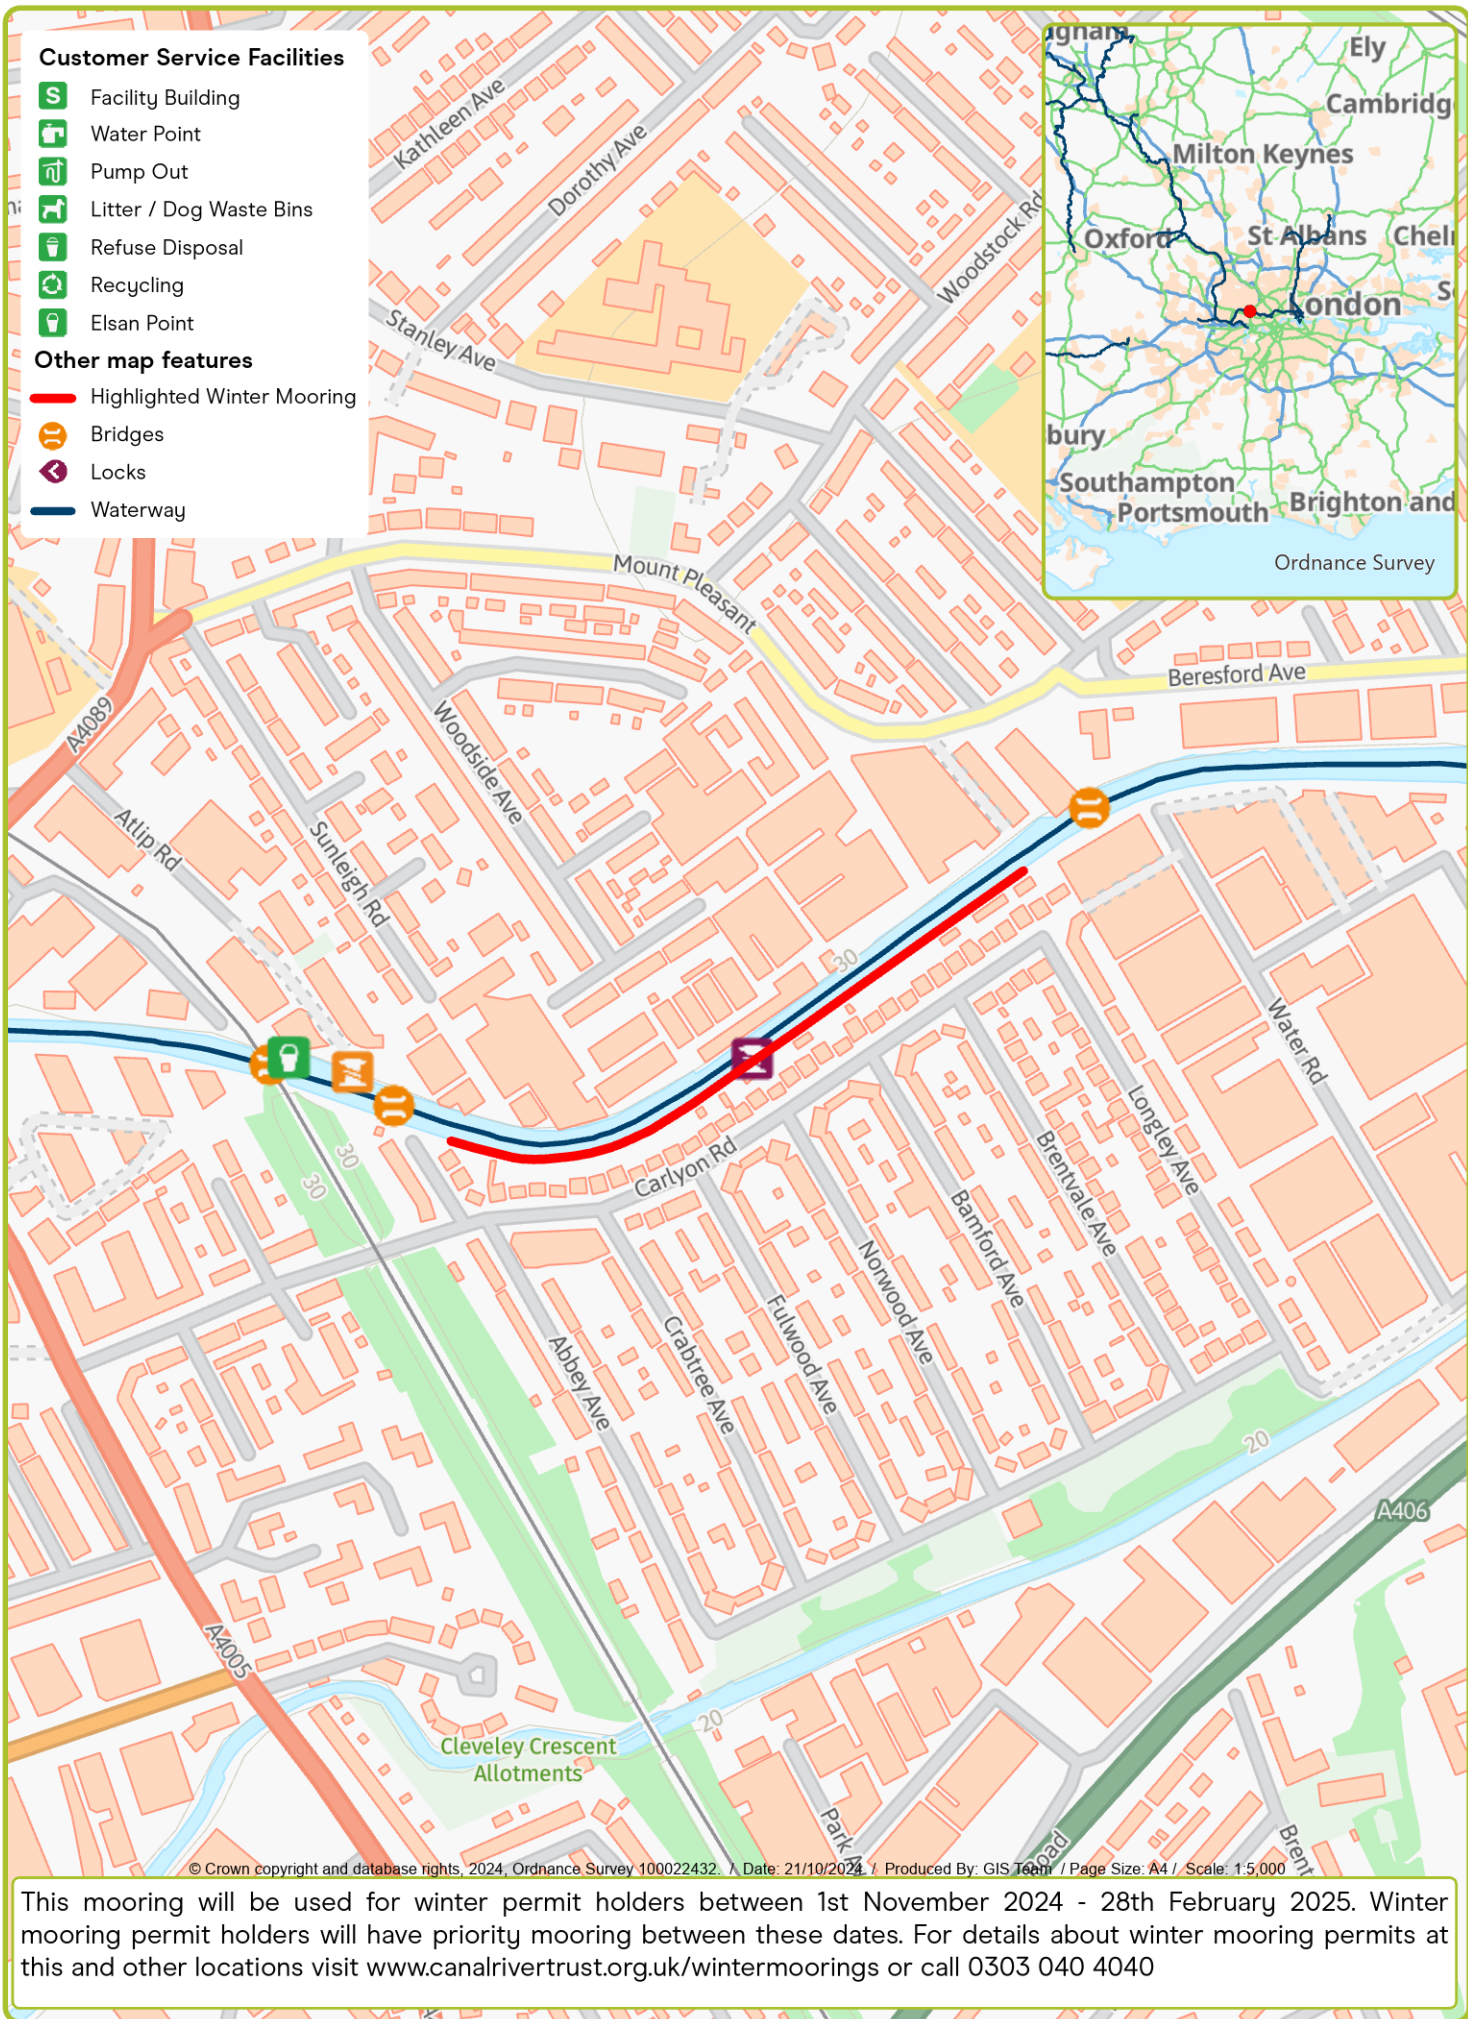 Customer Service Facilities
S Facility Building
Water Point
Pump Out
Litter / Dog Waste Bins
Refuse Disposal
Recycling
Elsan Point
Other map features
Highlighted Winter Mooring
Bridges
Locks
Waterway
Kathleen Ave
Dorothy Ave
Woodstock Rd
Stanley Ave
Ely
Cambridg
Milton Keynes
Oxford
St Albans
London
bury
Southampton
Portsmouth
Brighton and
Ordnance Survey
Mount Pleasant
Beresford Ave
A4089
Woodside Ave
Atlip Rd
Sunleigh Rd
30
Water Rd
30
30
Carlyon Rd
Longley Ave
Brentvale Ave
Bamford Ave
Norwood Ave
Fulwood Ave
Crabtree Ave
Abbey Ave
20
A406
A4005
20
Cleveley Crescent
Allotments
Park A
Road
Brent
© Crown copyright and database rights, 2024, Ordnance Survey 100022432. / Date: 21/10/2024 / Produced By: GIS Team / Page Size: A4 / Scale: 1:5,000
This mooring will be used for winter permit holders between 1st November 2024 - 28th February 2025. Winter
mooring permit holders will have priority mooring between these dates. For details about winter mooring permits at
this and other locations visit www.canalrivertrust.org.uk/wintermoorings or call 0303 040 4040